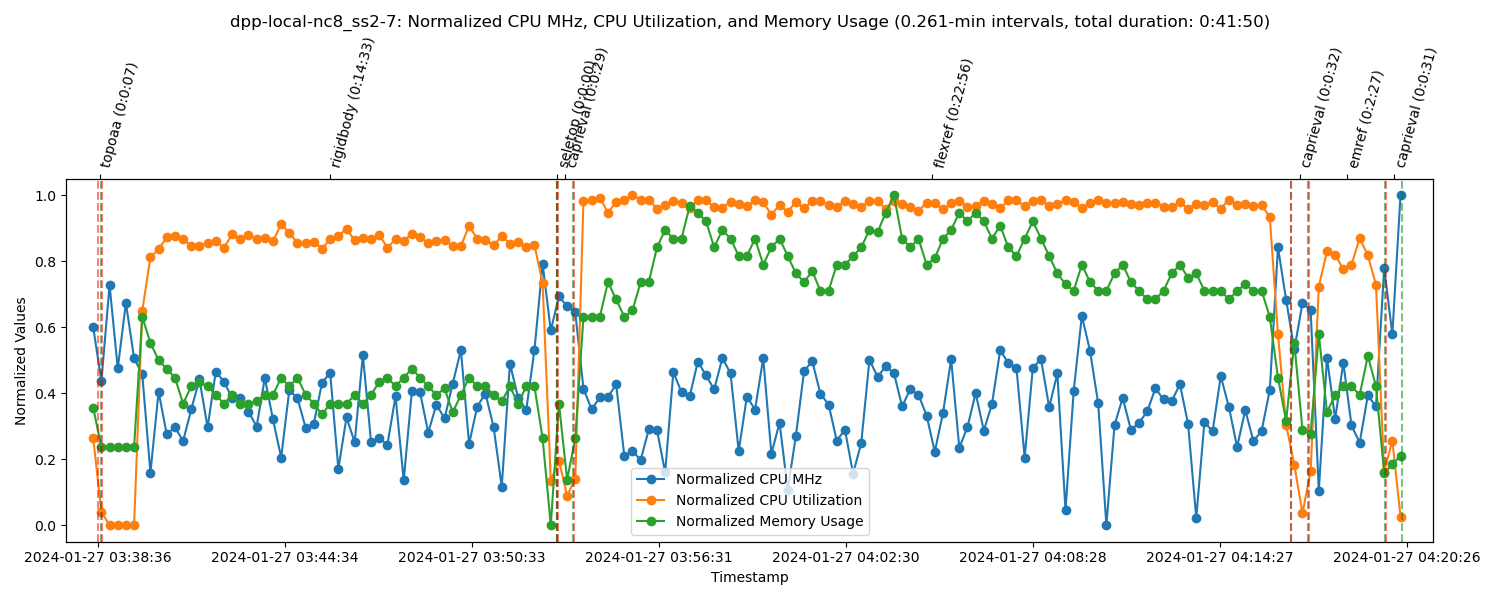 dpp-local-nc8_ss2-7: Normalized CPU MHz, CPU Utilization, and Memory Usage (0.261-min intervals, total duration: 0:41:50)
topoaa (0:0:07)
rigidbody (0:14:33)
seletop (0:0:00)
caprieval (0:0:29)
flexref (0:22:56)
caprieval (0:0:32)
emref (0:2:27)
caprieval (0:0:31)
Normalized Values
1.0
0.8
0.6
0.4
0.2
0.0
Normalized CPU MHz
Normalized CPU Utilization
Normalized Memory Usage
2024-01-27 03:38:36
2024-01-27 03:44:34
2024-01-27 03:50:33
2024-01-27 03:56:31
2024-01-27 04:02:30
2024-01-27 04:08:28
2024-01-27 04:14:27
2024-01-27 04:20:26
Timestamp